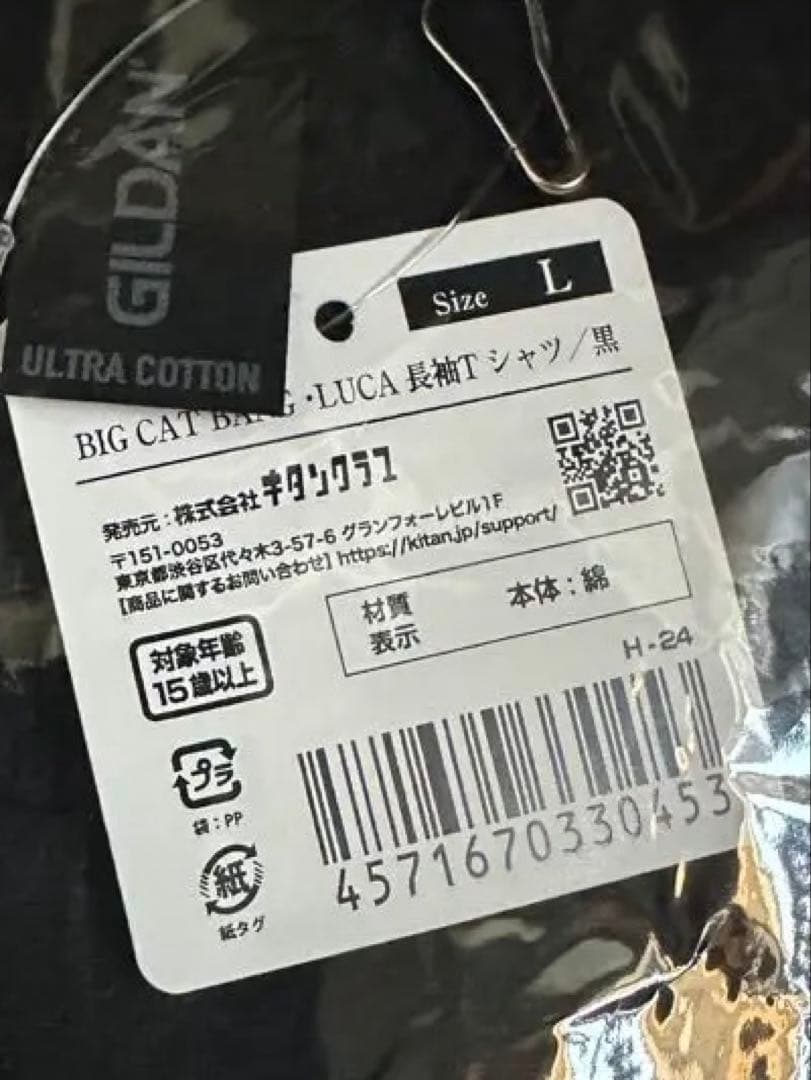 GILDAN
ULTRA COTTON
Size L
BIG CAT BANG・LUCA 長袖Tシャツ/黒
発売元:株式会社キタンクラブ
〒151-0053
東京都渋谷区代々木3-57-6 グランフォーレビル1F
【商品に関するお問い合わせ】https://kitan.jp/support/
材質表示 本体:綿
対象年齢
15歳以上
H-24
プラ
袋:PP
紙
紙タグ
4571670330453